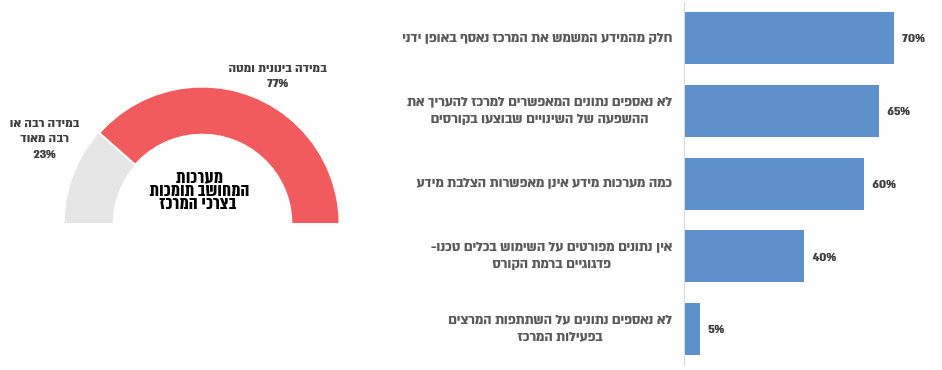 חלק מהמידע המשמש את המרכז נאסף באופן ידני
70%
לא נאספים נתונים המאפשרים למרכז להעריך את
ההשפעה של השינויים שבוצעו בקורסים
65%
כמה מערכות מידע אינן מאפשרות הצלבת מידע
60%
אין נתונים מפורטים על השימוש בכלים טכנו-
פדגוגיים ברמת הקורס
40%
לא נאספים נתונים על השתתפות המרצים
בפעילות המרכז
5%
במידה בינונית ומטה
77%
במידה רבה או
רבה מאוד
23%
מערכות
המחושב תומכות
בצרכי המרכז